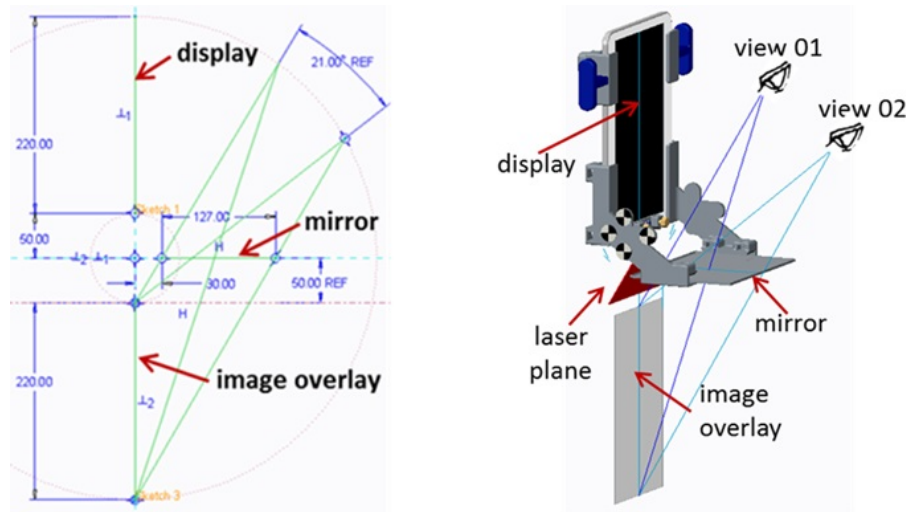 display
21.00° REF
⊥1
220.00
Sketch 1
127.00
mirror
50.00
H
⊥2 ⊥1
30.00
50.00 REF
H
220.00
image overlay
⊥2
Sketch 3
view 01
view 02
display
laser
plane
mirror
image
overlay